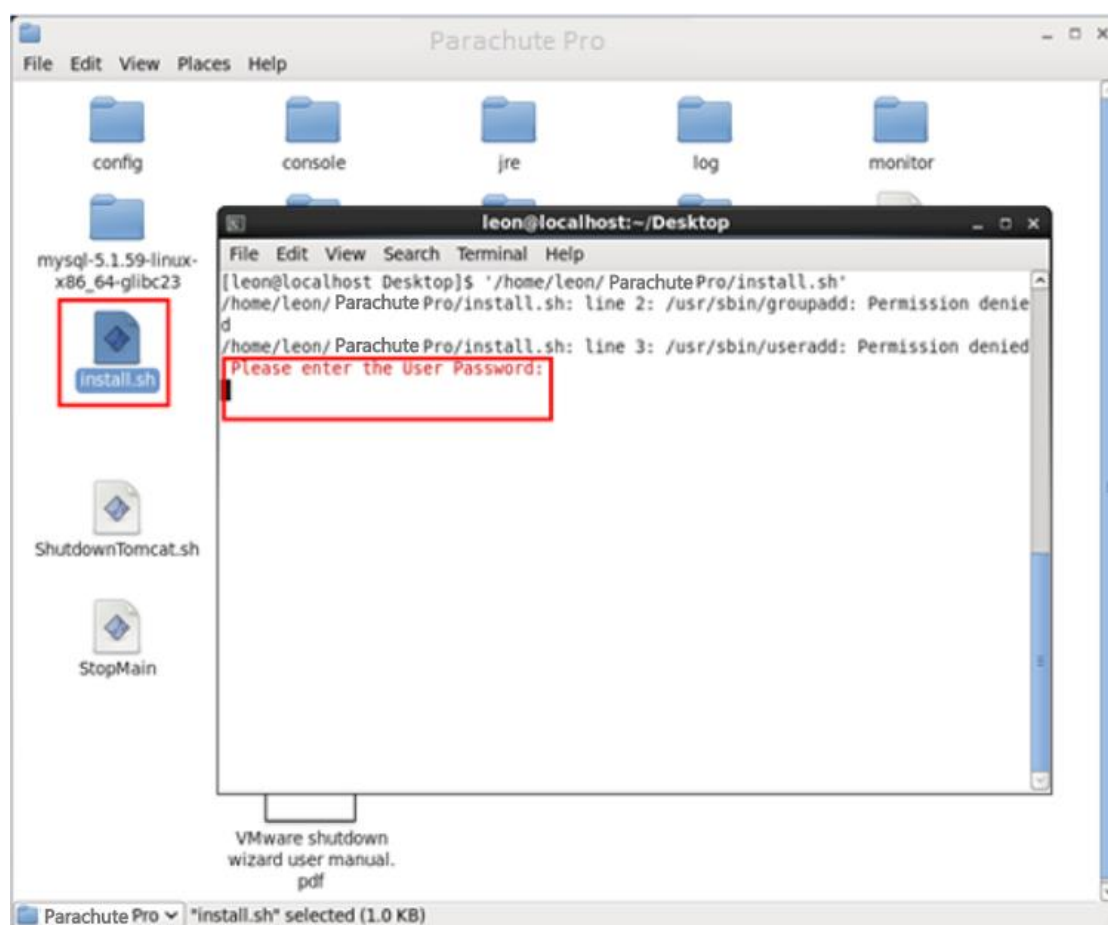 Parachute Pro
File Edit View Places Help
config console jre log monitor
mysql-5.1.59-linux-
x86_64-glibc23
install.sh
ShutdownTomcat.sh
StopMain
leon@localhost:~/Desktop
File Edit View Search Terminal Help
[leon@localhost Desktop]$ '/home/leon/ Parachute Pro/install.sh'
/home/leon/ Parachute Pro/install.sh: line 2: /usr/sbin/groupadd: Permission denie
d
/home/leon/ Parachute Pro/install.sh: line 3: /usr/sbin/useradd: Permission denied
Please enter the User Password:
VMware shutdown
wizard user manual.
pdf
Parachute Pro "install.sh" selected (1.0 KB)